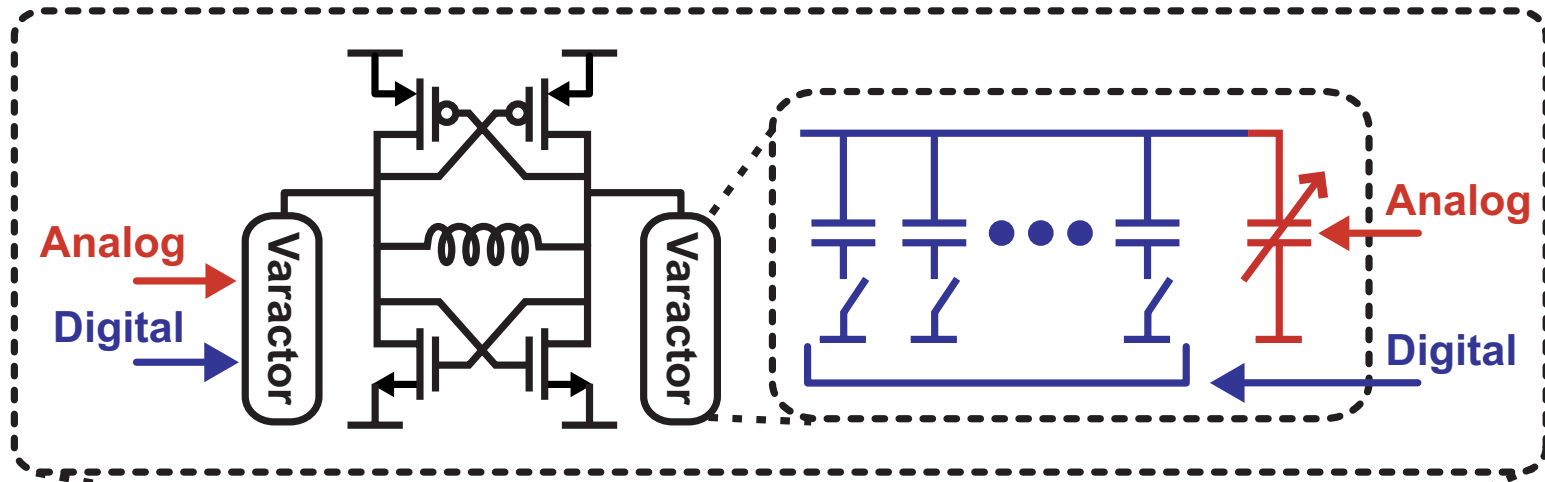 Analog
Digital
Varactor
Varactor
Analog
Digital